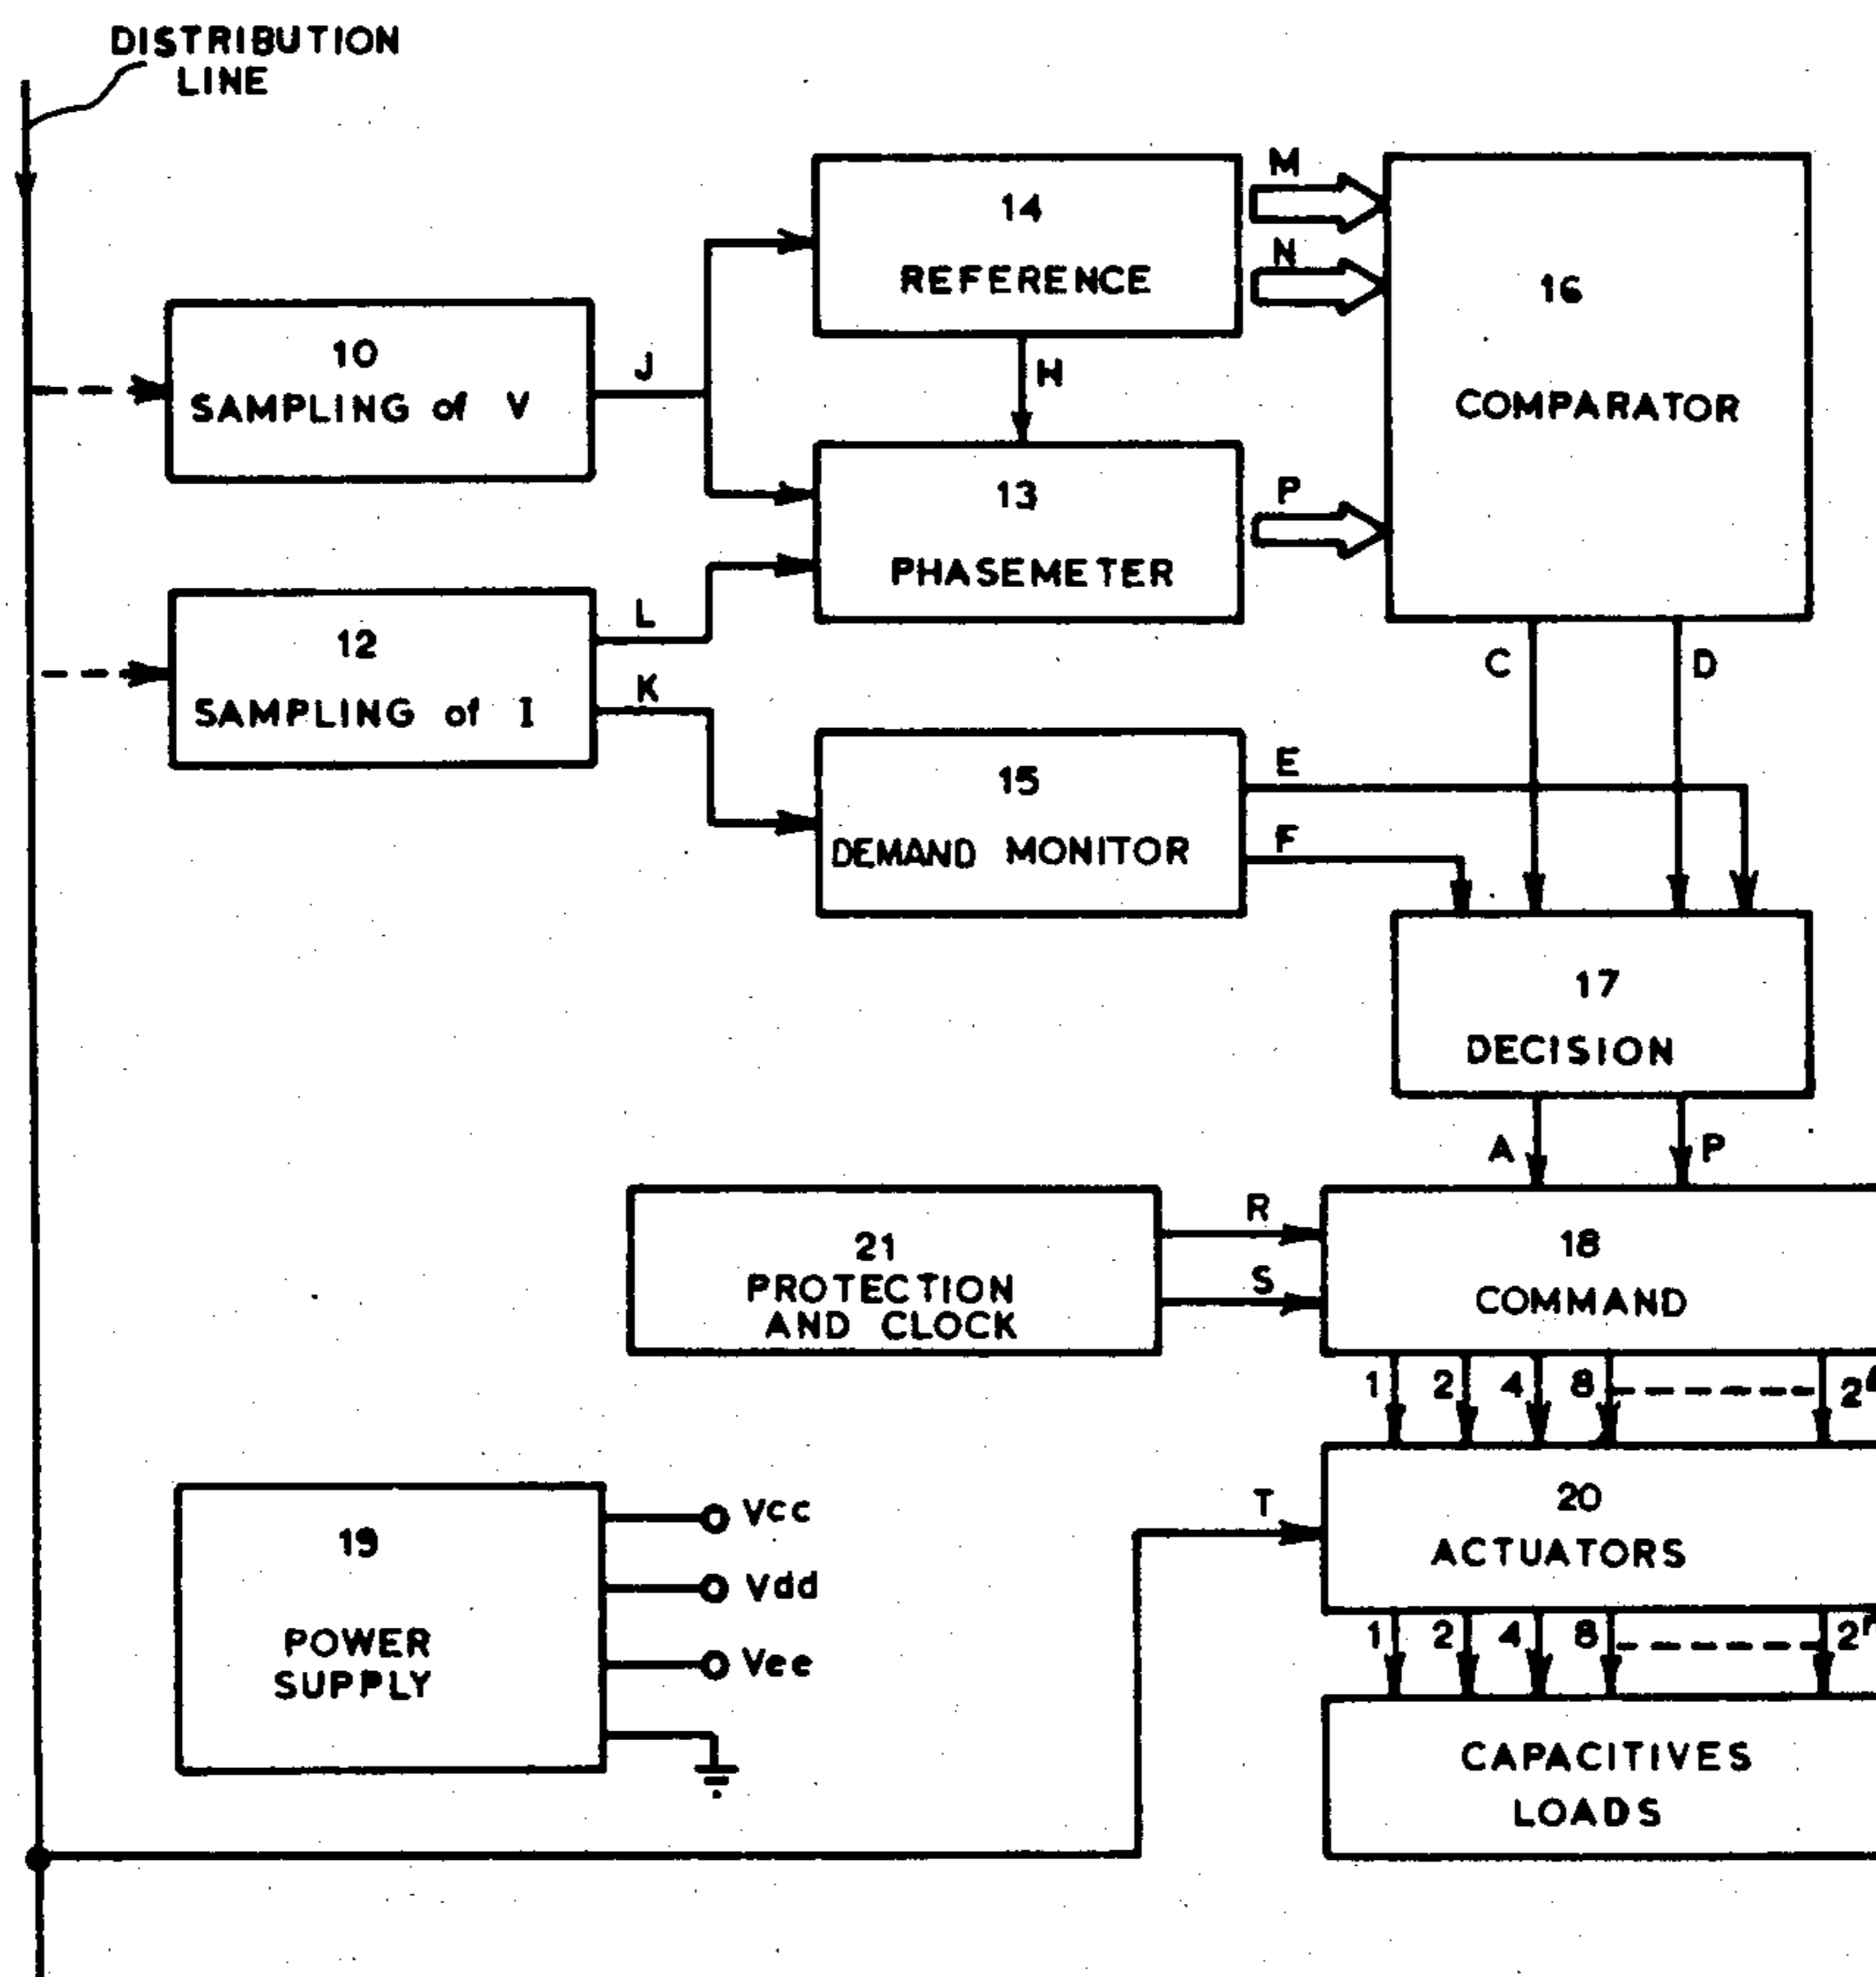 DISTRIBUTION
LINE
10
SAMPLING of V
J
14
REFERENCE
M
N
H
16
COMPARATOR
13
PHASEMETER
P
12
SAMPLING of I
L
K
C
D
15
DEMAND MONITOR
E
F
17
DECISION
A
P
21
PROTECTION
AND CLOCK
R
S
18
COMMAND
1 2 4 8 2
T
20
ACTUATORS
1 2 4 8 2
19
POWER
SUPPLY
Vcc
Vdd
Vee
CAPACITIVES
LOADS